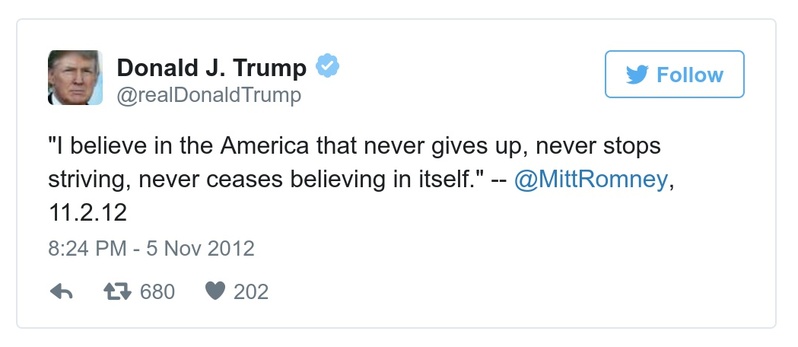 Donald J. Trump
@realDonaldTrump
Follow
"I believe in the America that never gives up, never stops
striving, never ceases believing in itself." -- @MittRomney,
11.2.12
8:24 PM - 5 Nov 2012
680 202